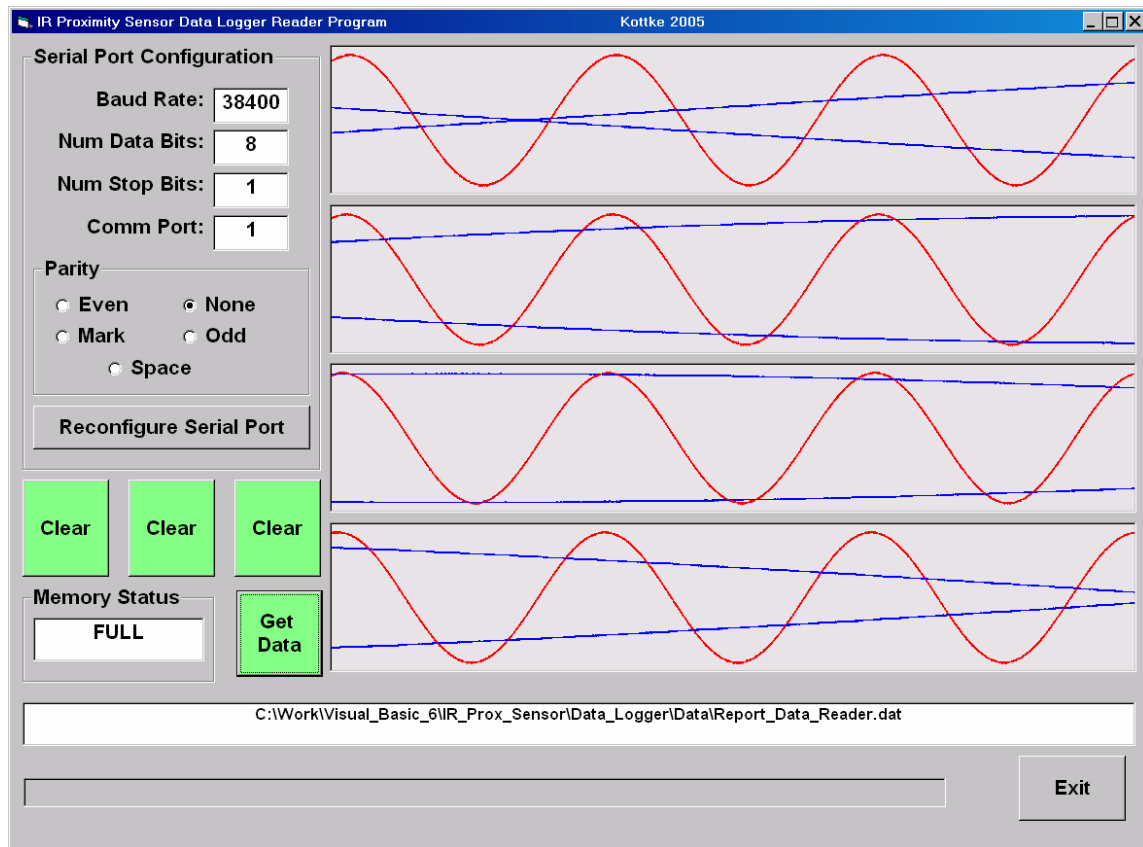 IR Proximity Sensor Data Logger Reader Program Kottke 2005
Serial Port Configuration
Baud Rate: 38400
Num Data Bits: 8
Num Stop Bits: 1
Comm Port: 1
Parity
Even None
Mark Odd
Space
Reconfigure Serial Port
Clear Clear Clear
Memory Status
FULL
Get
Data
C:\Work\Visual_Basic_6\IR_Prox_Sensor\Data_Logger\Data\Report_Data_Reader.dat
Exit